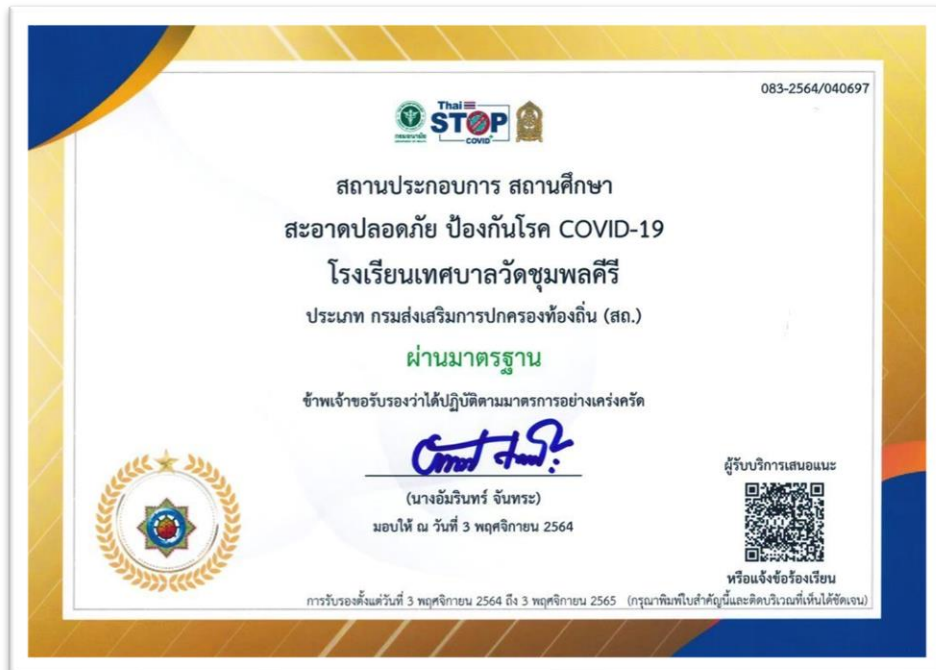 083-2564/040697
Thai
STOP
COVID
กรมอนามัย
สถานประกอบการ สถานศึกษา
สะอาดปลอดภัย ป้องกันโรค COVID-19
โรงเรียนเทศบาลวัดชุมพลคีรี
ประเภท กรมส่งเสริมการปกครองท้องถิ่น (สถ.)
ผ่านมาตรฐาน
ข้าพเจ้าขอรับรองว่าได้ปฏิบัติตามมาตรการอย่างเคร่งครัด
(นางอัมรินทร์ จันทระ)
มอบให้ ณ วันที่ 3 พฤศจิกายน 2564
ผู้รับบริการเสนอแนะ
หรือแจ้งข้อร้องเรียน
การรับรองตั้งแต่วันที่ 3 พฤศจิกายน 2564 ถึง 3 พฤศจิกายน 2565 (กรุณาพิมพ์ใบสำคัญนี้และติดบริเวณที่เห็นได้ชัดเจน)